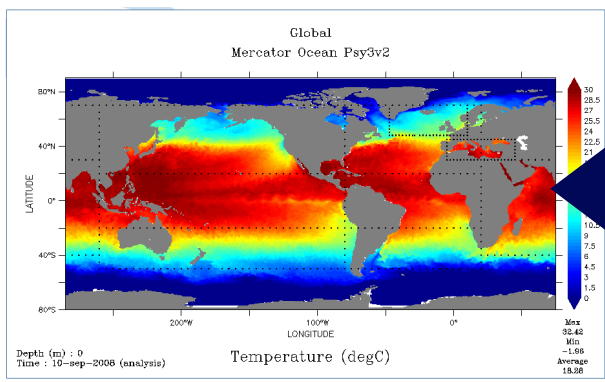 Global
Mercator Ocean Psy3v2
80°N
40°N
0°
40°S
80°S
LATITUDE
200°W
100°W
0°
LONGITUDE
30
28.5
27
25.5
24
22.5
21
10.5
9
7.5
6
4.5
3
1.5
0
Max
32.42
Min
-1.96
Average
18.28
Depth (m) : 0
Time : 10-sep-2008 (analysis)
Temperature (degC)